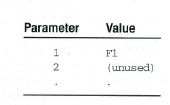 Parameter Value
1 F1
2 (unused)
. .